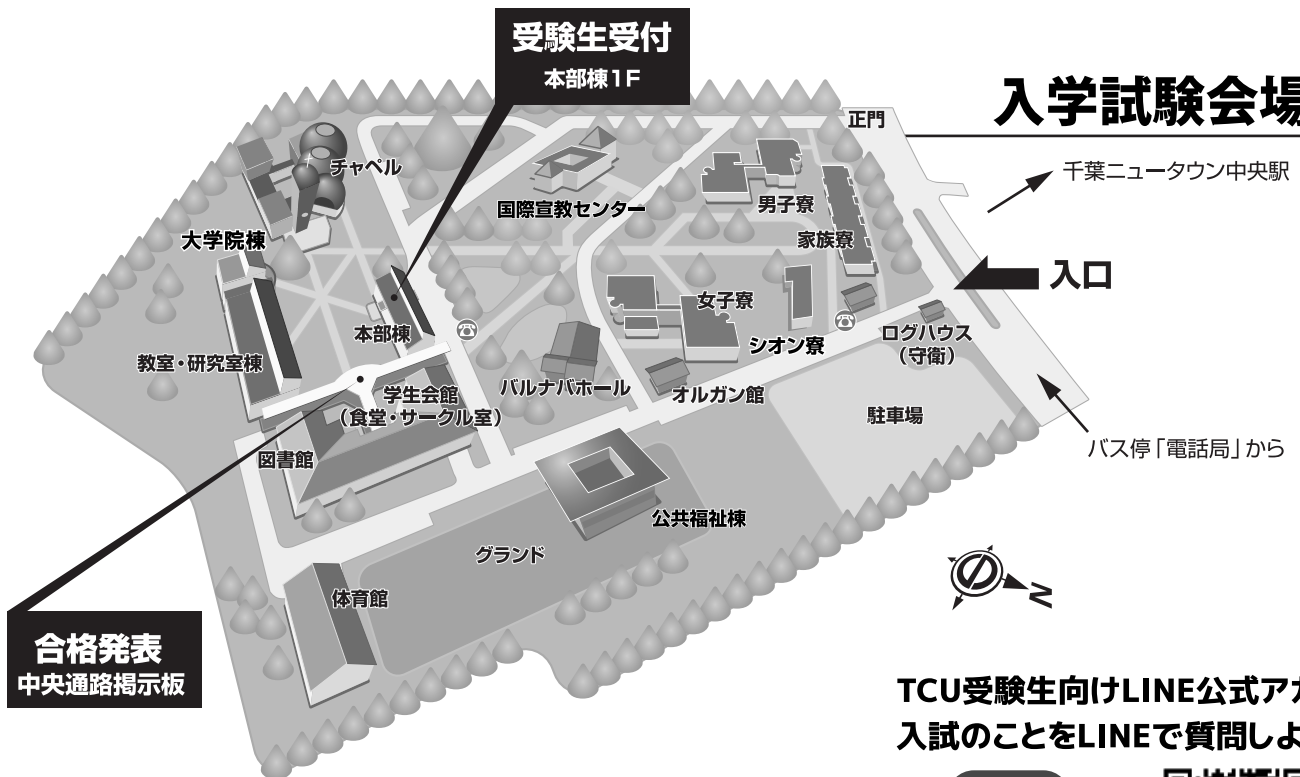 受験生受付
本部棟1F
入学試験会場
正門
千葉ニュータウン中央駅
チャペル
国際宣教センター
男子寮
家族寮
大学院棟
入口
女子寮
本部棟
シオン寮
ログハウス
（守衛）
教室・研究室棟
学生会館
（食堂・サークル室）
バルナバホール
オルガン館
駐車場
バス停「電話局」から
図書館
公共福祉棟
グランド
体育館
N
合格発表
中央通路掲示板
TCU受験生向けLINE公式アカ
入試のことをLINEで質問しよ